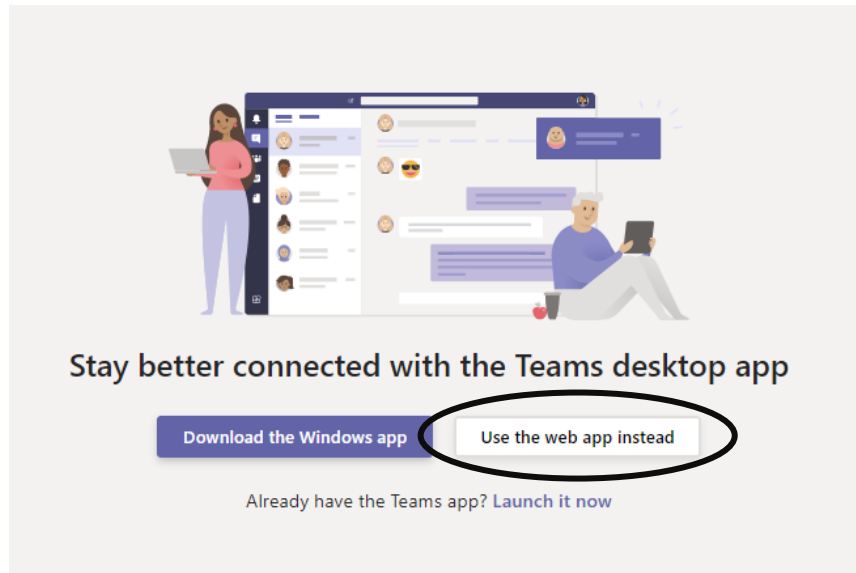 Stay better connected with the Teams desktop app
Download the Windows app
Use the web app instead
Already have the Teams app? Launch it now